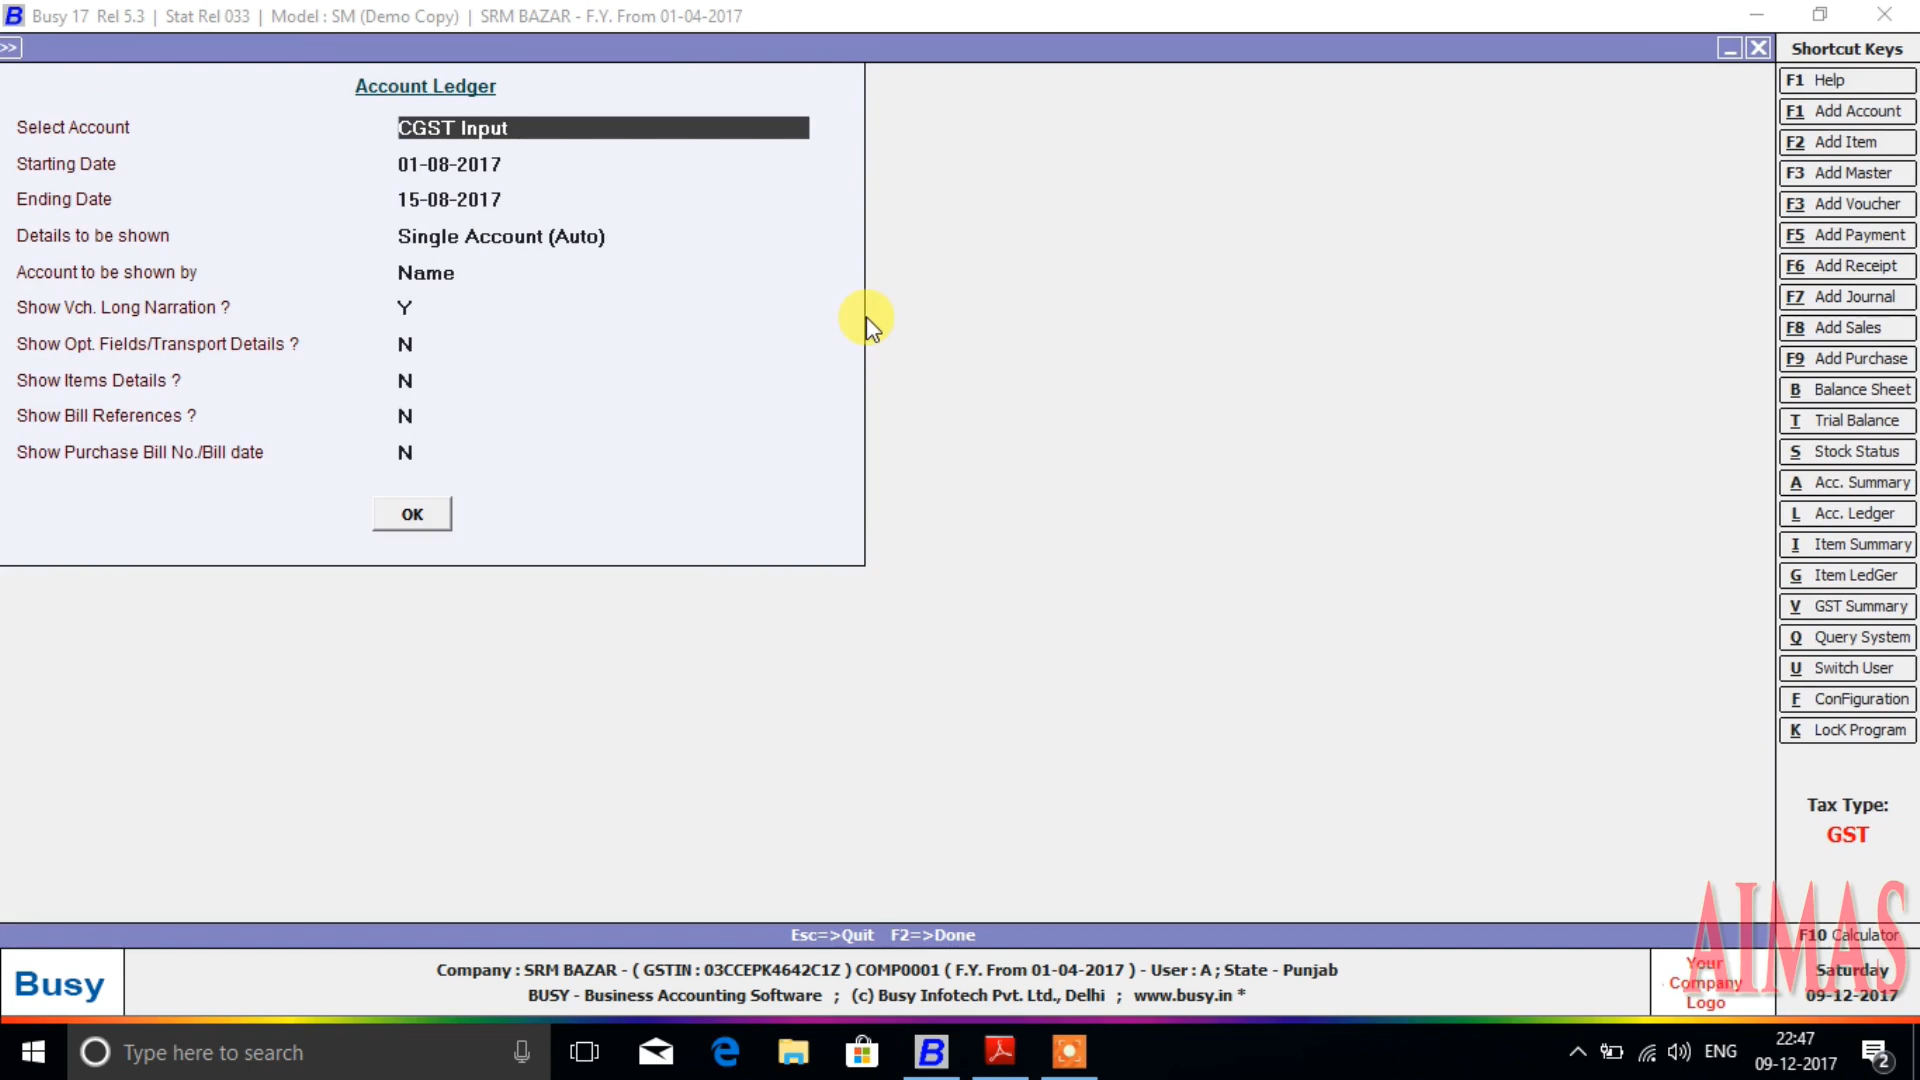 Busy 17 Rel 5.3 | Stat Rel 033 | Model : SM (Demo Copy) | SRM BAZAR - F.Y. From 01-04-2017
>>
Account Ledger
Select Account CGST Input
Starting Date 01-08-2017
Ending Date 15-08-2017
Details to be shown Single Account (Auto)
Account to be shown by Name
Show Vch. Long Narration ? Y
Show Opt. Fields/Transport Details ? N
Show Items Details ? N
Show Bill References ? N
Show Purchase Bill No./Bill date N
OK
Shortcut Keys
F1 Help
F1 Add Account
F2 Add Item
F3 Add Master
F3 Add Voucher
F5 Add Payment
F6 Add Receipt
F7 Add Journal
F8 Add Sales
F9 Add Purchase
B Balance Sheet
T Trial Balance
S Stock Status
A Acc. Summary
L Acc. Ledger
I Item Summary
G Item LedGer
V GST Summary
Q Query System
U Switch User
F ConFiguration
K LocK Program
Tax Type:
GST
AIMAS
Esc=>Quit F2=>Done
F10 Calculator
Busy
Company : SRM BAZAR - ( GSTIN : 03CCEPK4642C1Z ) COMP0001 ( F.Y. From 01-04-2017 ) - User : A ; State - Punjab
BUSY - Business Accounting Software ; (c) Busy Infotech Pvt. Ltd., Delhi ; www.busy.in *
Your
Company
Logo
Saturday
09-12-2017
Type here to search
ENG
22:47
09-12-2017
2